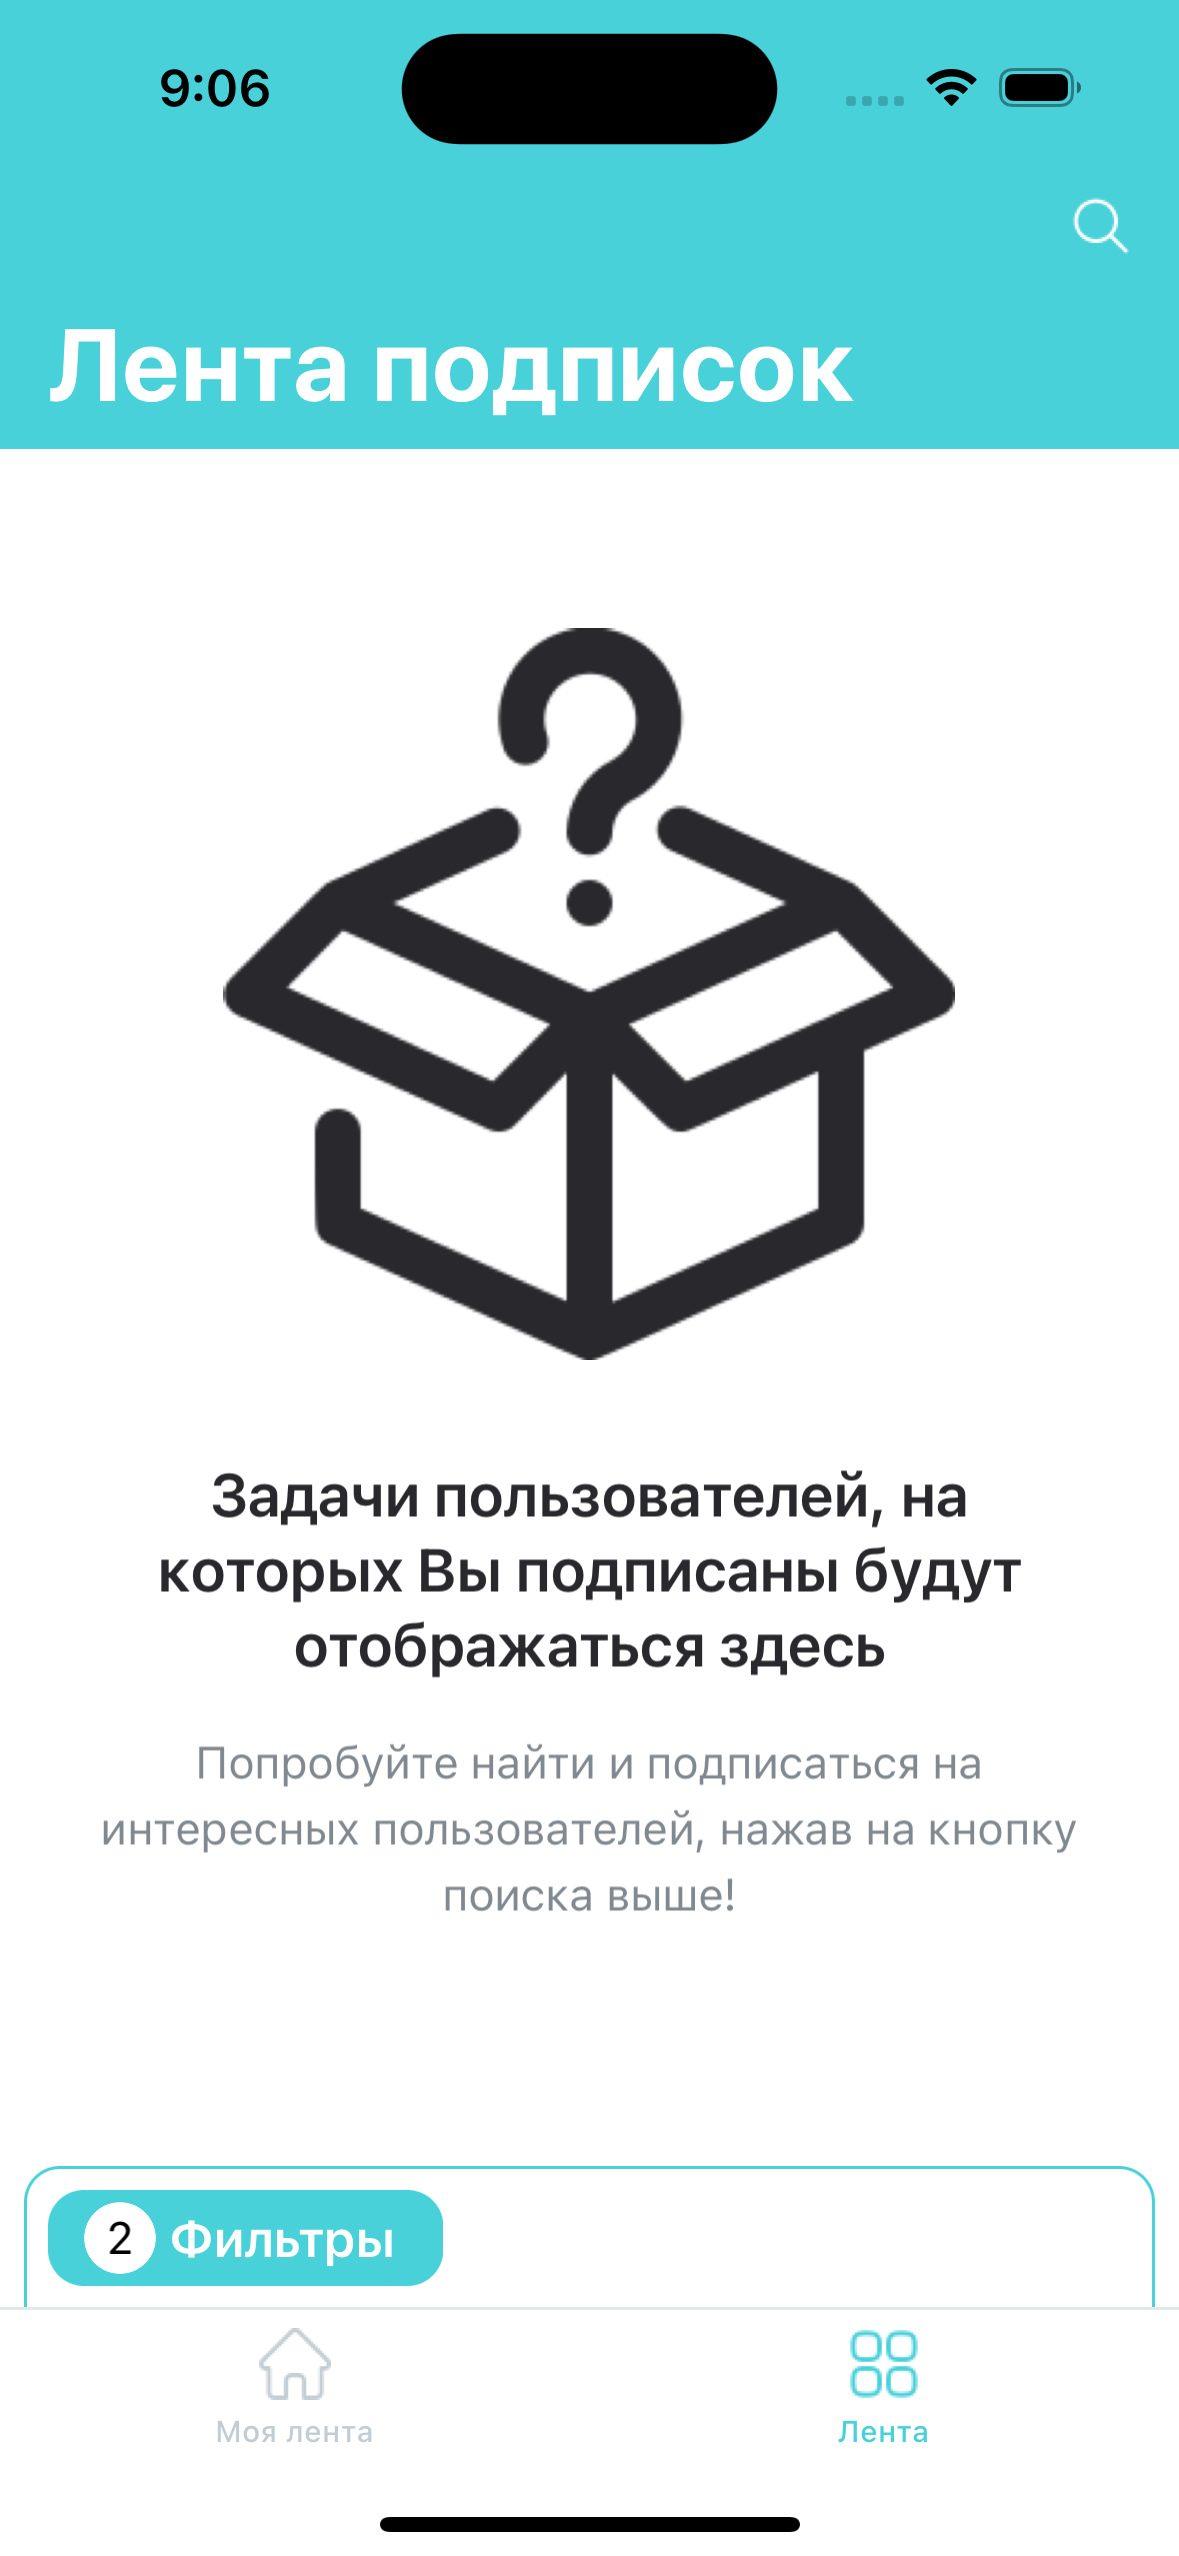 9:06
Лента подписок
Задачи пользователей, на
которых Вы подписаны будут
отображаться здесь
Попробуйте найти и подписаться на
интересных пользователей, нажав на кнопку
поиска выше!
2 Фильтры
Моя лента
Лента